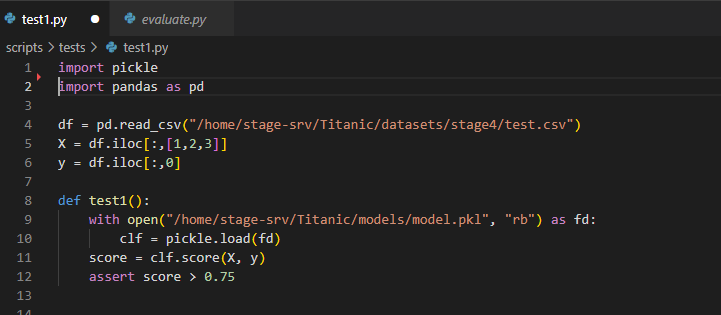 test1.py
evaluate.py
scripts > tests > test1.py
1 import pickle
2 import pandas as pd
3
4 df = pd.read_csv("/home/stage-srv/Titanic/datasets/stage4/test.csv")
5 X = df.iloc[:,[1,2,3]]
6 y = df.iloc[:,0]
7
8 def test1():
9     with open("/home/stage-srv/Titanic/models/model.pkl", "rb") as fd:
10         clf = pickle.load(fd)
11     score = clf.score(X, y)
12     assert score > 0.75
13